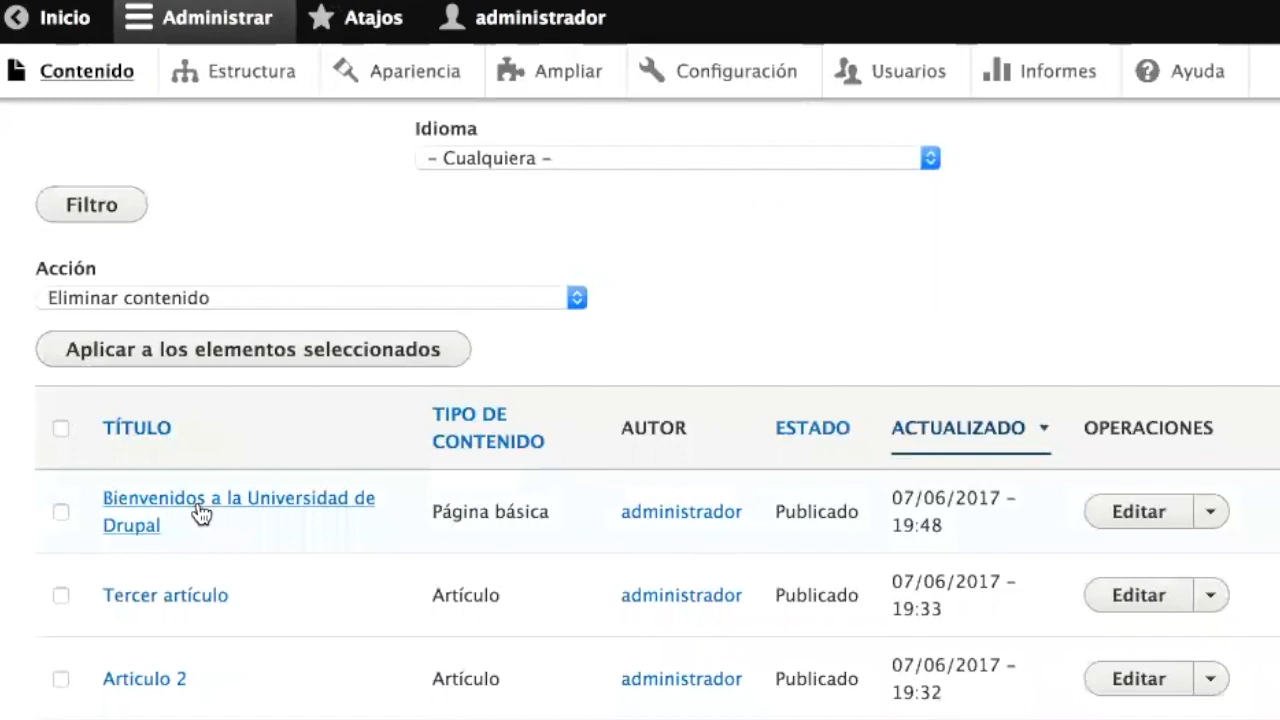 Inicio Administrar Atajos administrador
Contenido Estructura Apariencia Ampliar Configuración Usuarios Informes Ayuda
Idioma
- Cualquiera -
Filtro
Acción
Eliminar contenido
Aplicar a los elementos seleccionados
TÍTULO TIPO DE CONTENIDO AUTOR ESTADO ACTUALIZADO OPERACIONES
Bienvenidos a la Universidad de Drupal Página básica administrador Publicado 07/06/2017 - 19:48 Editar
Tercer artículo Artículo administrador Publicado 07/06/2017 - 19:33 Editar
Articulo 2 Artículo administrador Publicado 07/06/2017 - 19:32 Editar